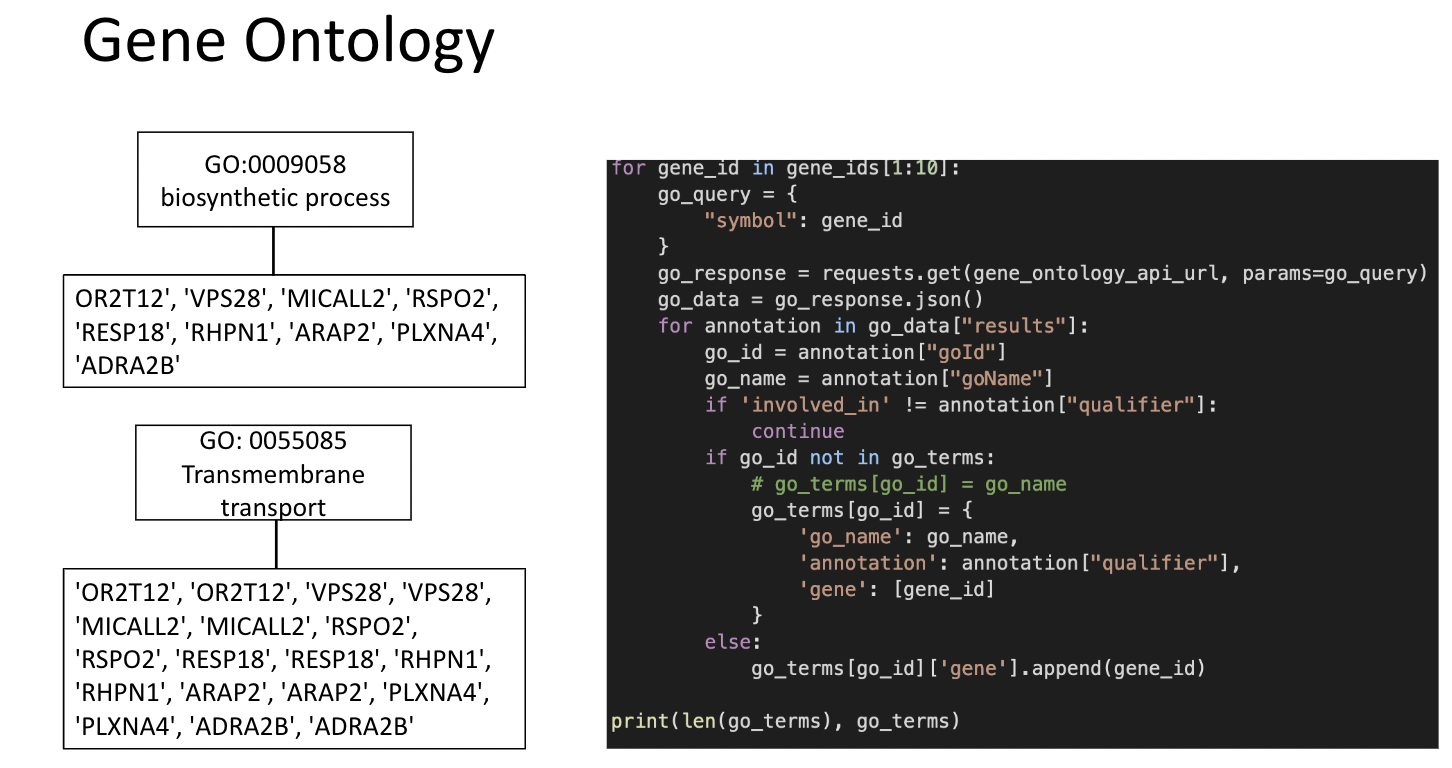 Gene Ontology
GO:0009058
biosynthetic process
OR2T12', 'VPS28', 'MICALL2', 'RSPO2',
'RESP18', 'RHPN1', 'ARAP2', 'PLXNA4',
'ADRA2B'
GO: 0055085
Transmembrane
transport
'OR2T12', 'OR2T12', 'VPS28', 'VPS28',
'MICALL2', 'MICALL2', 'RSPO2',
'RSPO2', 'RESP18', 'RESP18', 'RHPN1',
'RHPN1', 'ARAP2', 'ARAP2', 'PLXNA4',
'PLXNA4', 'ADRA2B', 'ADRA2B'
for gene_id in gene_ids[1:10]:
    go_query = {
        "symbol": gene_id
    }
    go_response = requests.get(gene_ontology_api_url, params=go_query)
    go_data = go_response.json()
    for annotation in go_data["results"]:
        go_id = annotation["goId"]
        go_name = annotation["goName"]
        if 'involved_in' != annotation["qualifier"]:
            continue
        if go_id not in go_terms:
            # go_terms[go_id] = go_name
            go_terms[go_id] = {
                'go_name': go_name,
                'annotation': annotation["qualifier"],
                'gene': [gene_id]
            }
        else:
            go_terms[go_id]['gene'].append(gene_id)
print(len(go_terms), go_terms)